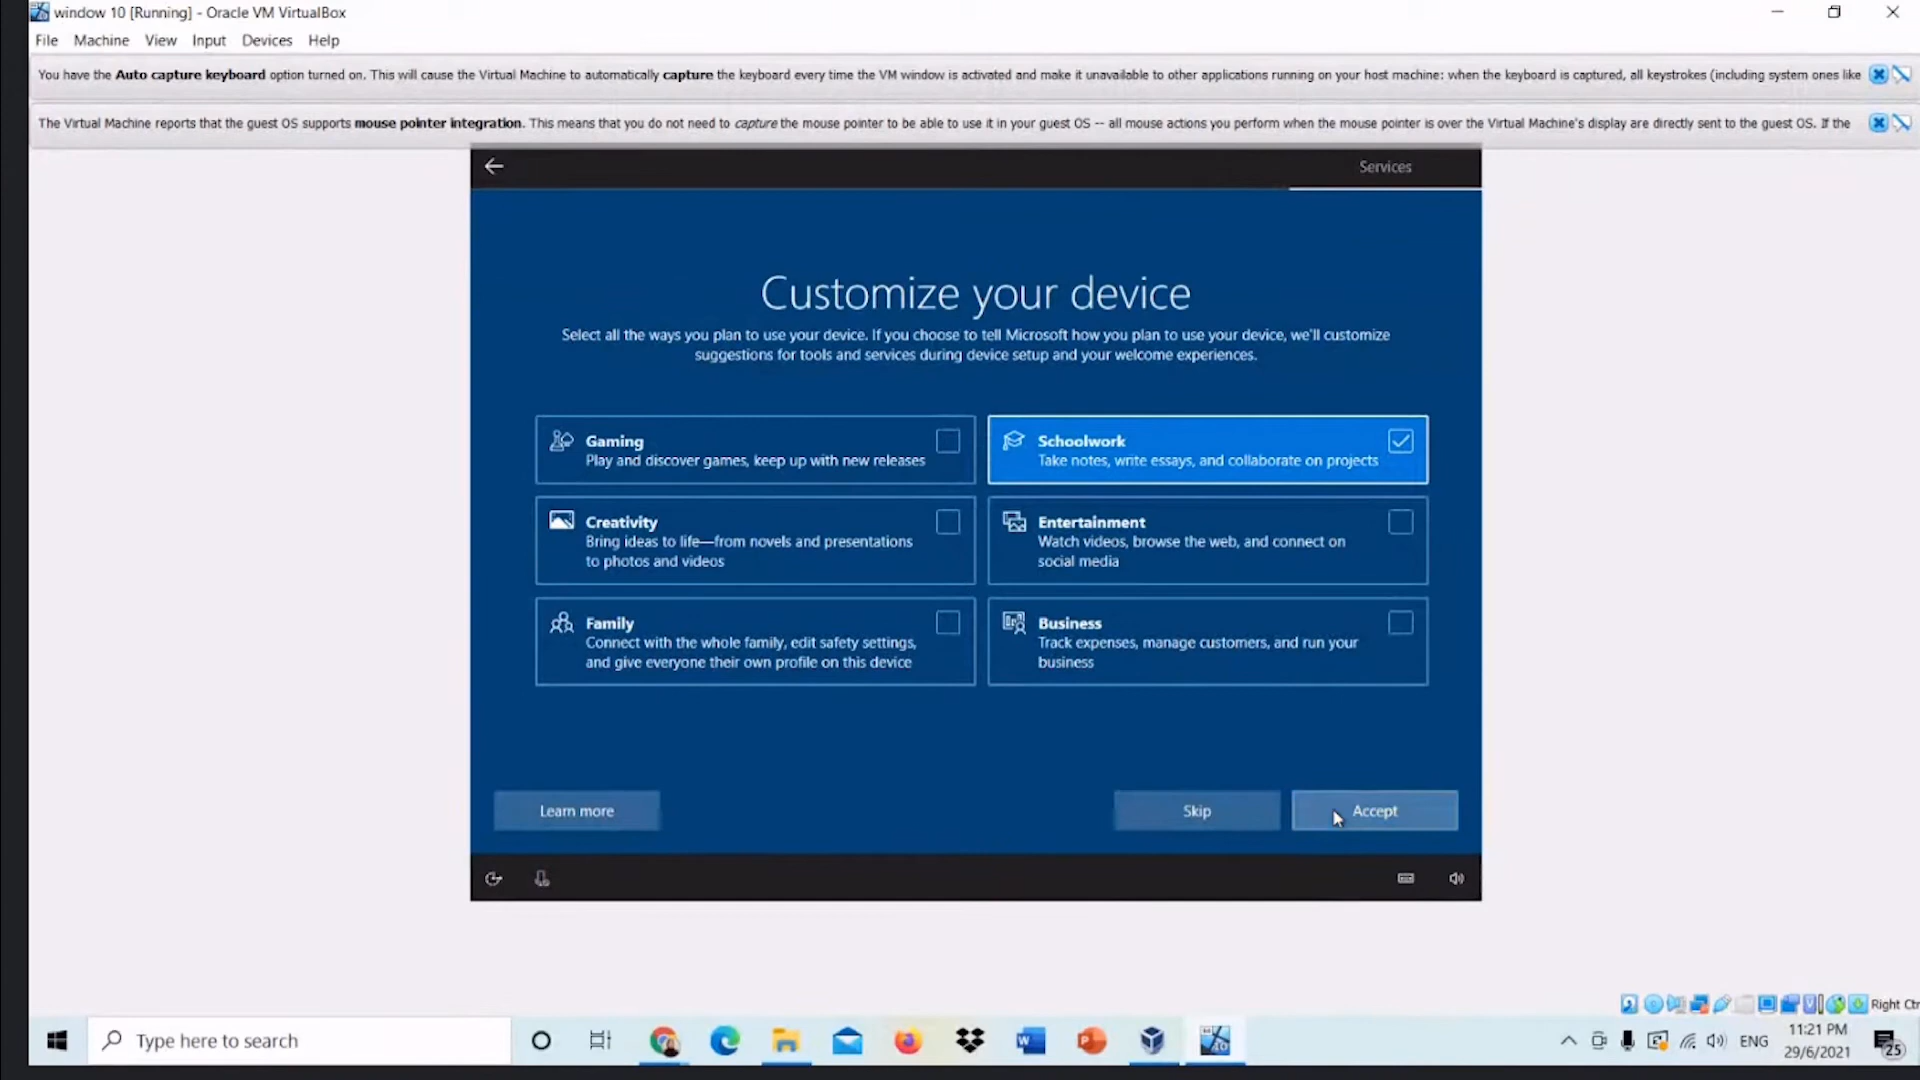 window 10 [Running] - Oracle VM VirtualBox
File Machine View Input Devices Help
You have the Auto capture keyboard option turned on. This will cause the Virtual Machine to automatically capture the keyboard every time the VM window is activated and make it unavailable to other applications running on your host machine: when the keyboard is captured, all keystrokes (including system ones like
The Virtual Machine reports that the guest OS supports mouse pointer integration. This means that you do not need to capture the mouse pointer to be able to use it in your guest OS -- all mouse actions you perform when the mouse pointer is over the Virtual Machine's display are directly sent to the guest OS. If the
Services
Customize your device
Select all the ways you plan to use your device. If you choose to tell Microsoft how you plan to use your device, we'll customize
suggestions for tools and services during device setup and your welcome experiences.
Gaming
Play and discover games, keep up with new releases
Schoolwork
Take notes, write essays, and collaborate on projects
Creativity
Bring ideas to life—from novels and presentations
to photos and videos
Entertainment
Watch videos, browse the web, and connect on
social media
Family
Connect with the whole family, edit safety settings,
and give everyone their own profile on this device
Business
Track expenses, manage customers, and run your
business
Learn more
Skip
Accept
Right Ctr
Type here to search
ENG
11:21 PM
29/6/2021
25